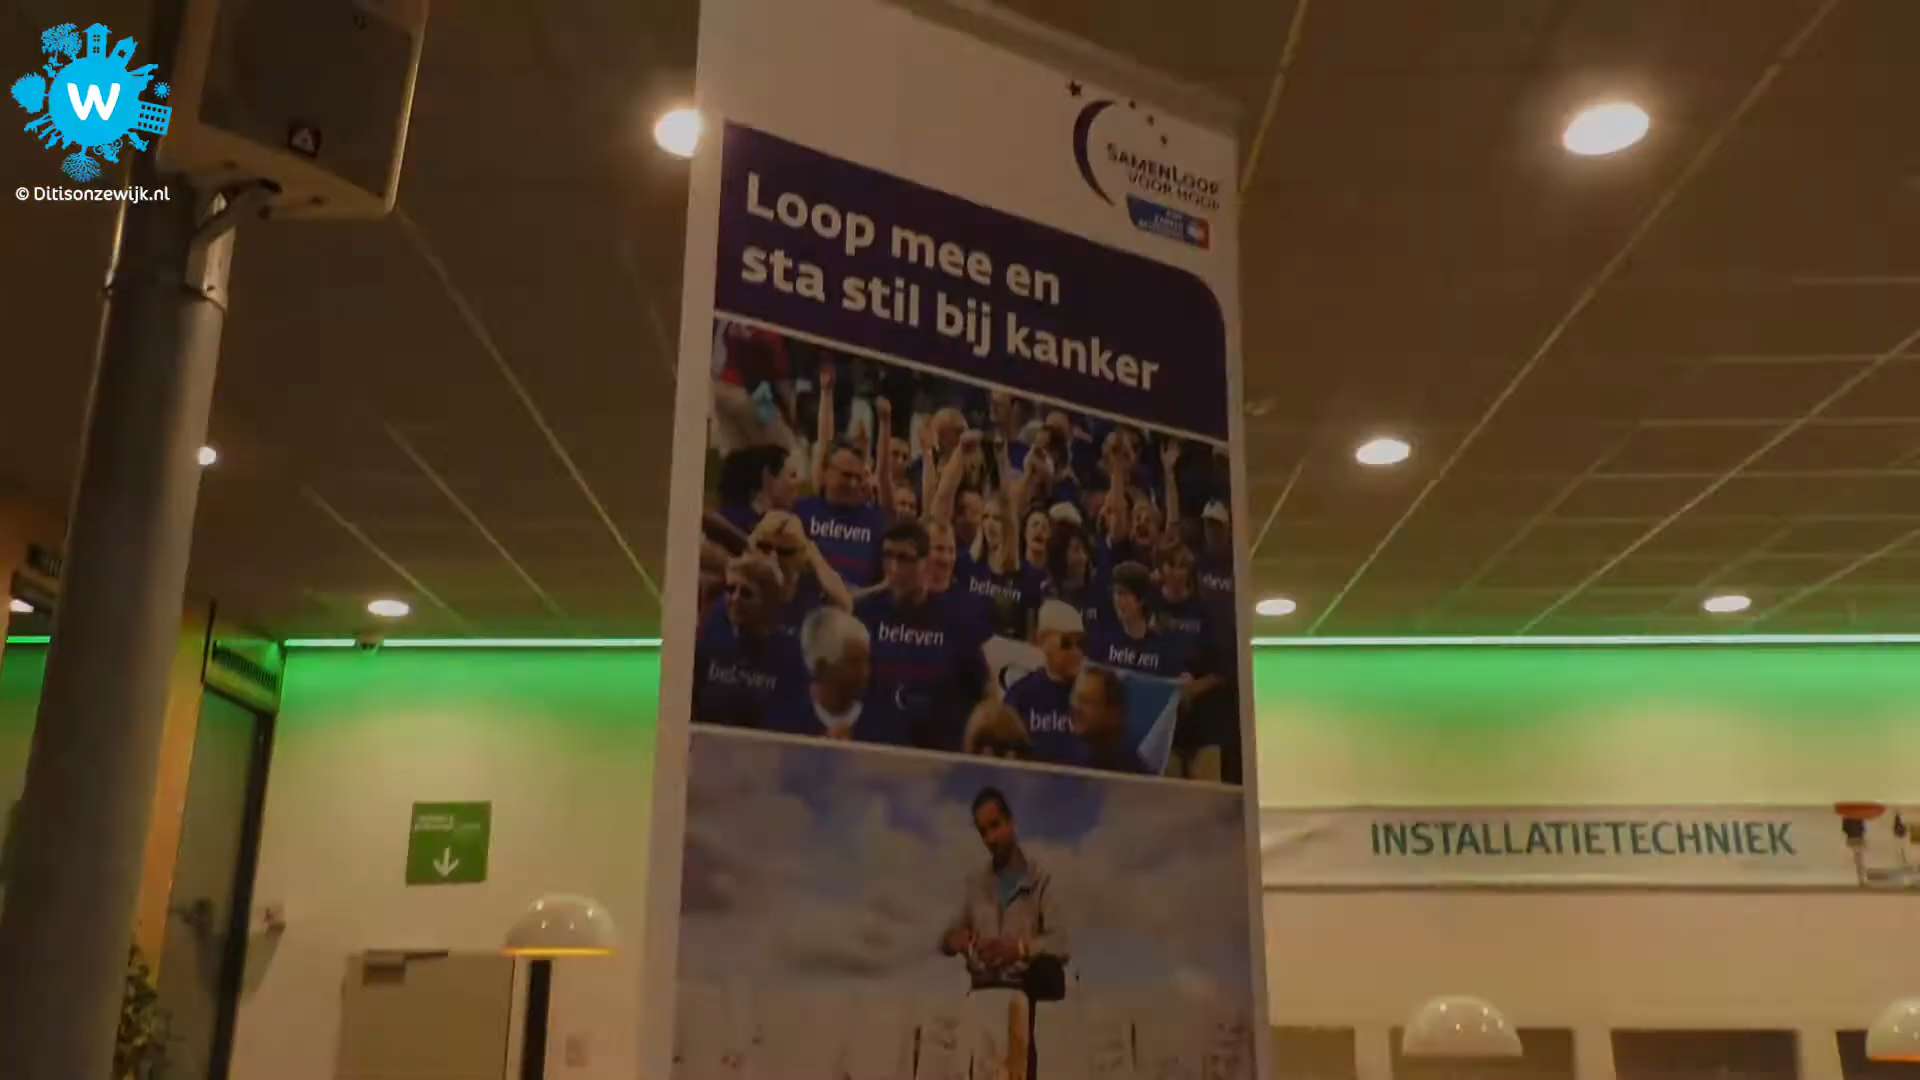 W
© Ditisonzewijk.nl
SAMENLOOP
VOOR HOOP
Loop mee en
sta stil bij kanker
beleven
beleven
beleven
beleven
beleven
INSTALLATIETECHNIEK